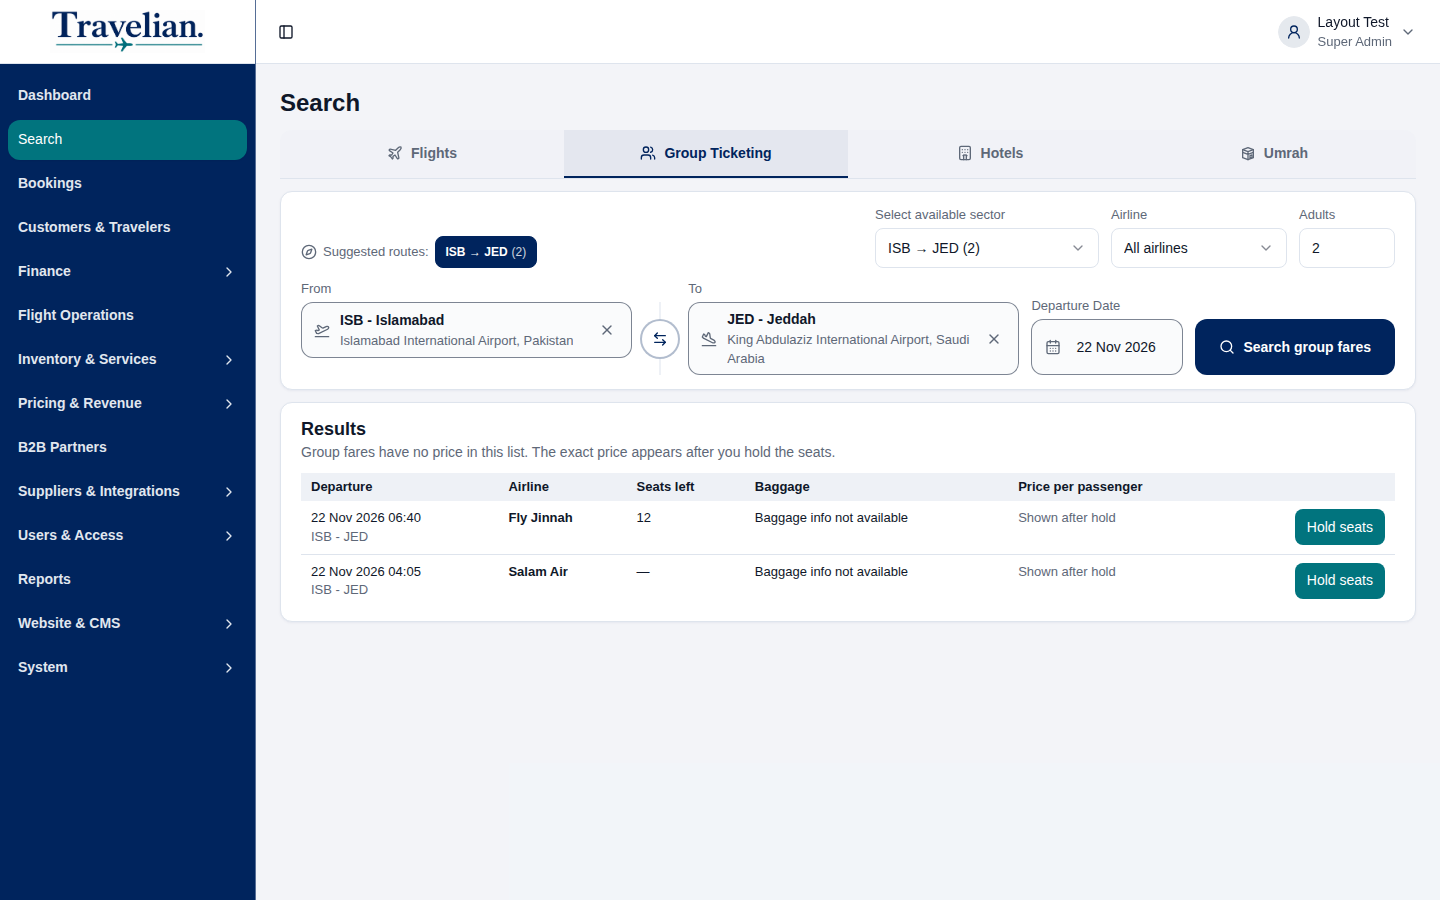 Travelian.
Layout Test
Super Admin
Dashboard
Search
Bookings
Customers & Travelers
Finance
Flight Operations
Inventory & Services
Pricing & Revenue
B2B Partners
Suppliers & Integrations
Users & Access
Reports
Website & CMS
System
Search
Flights
Group Ticketing
Hotels
Umrah
Suggested routes: ISB → JED (2)
Select available sector
ISB → JED (2)
Airline
All airlines
Adults
2
From
ISB - Islamabad
Islamabad International Airport, Pakistan
To
JED - Jeddah
King Abdulaziz International Airport, Saudi
Arabia
Departure Date
22 Nov 2026
Search group fares
Results
Group fares have no price in this list. The exact price appears after you hold the seats.
Departure Airline Seats left Baggage Price per passenger
22 Nov 2026 06:40 Fly Jinnah 12 Baggage info not available Shown after hold Hold seats
ISB - JED
22 Nov 2026 04:05 Salam Air — Baggage info not available Shown after hold Hold seats
ISB - JED